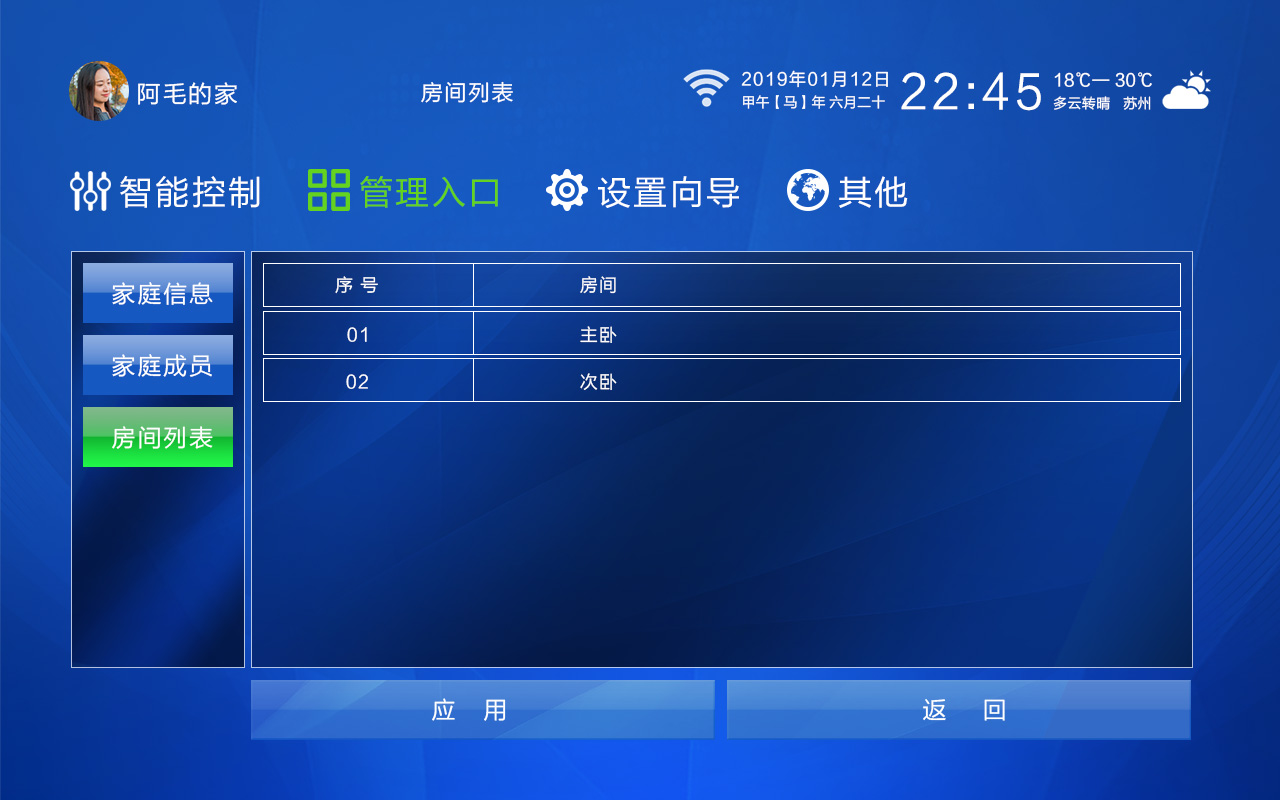 阿毛的家
房间列表
2019年01月12日
甲午【马】年 六月二十
22:45
18℃— 30℃
多云转晴 苏州
智能控制
管理入口
设置向导
其他
家庭信息
家庭成员
房间列表
序 号 房间
01 主卧
02 次卧
应 用
返 回